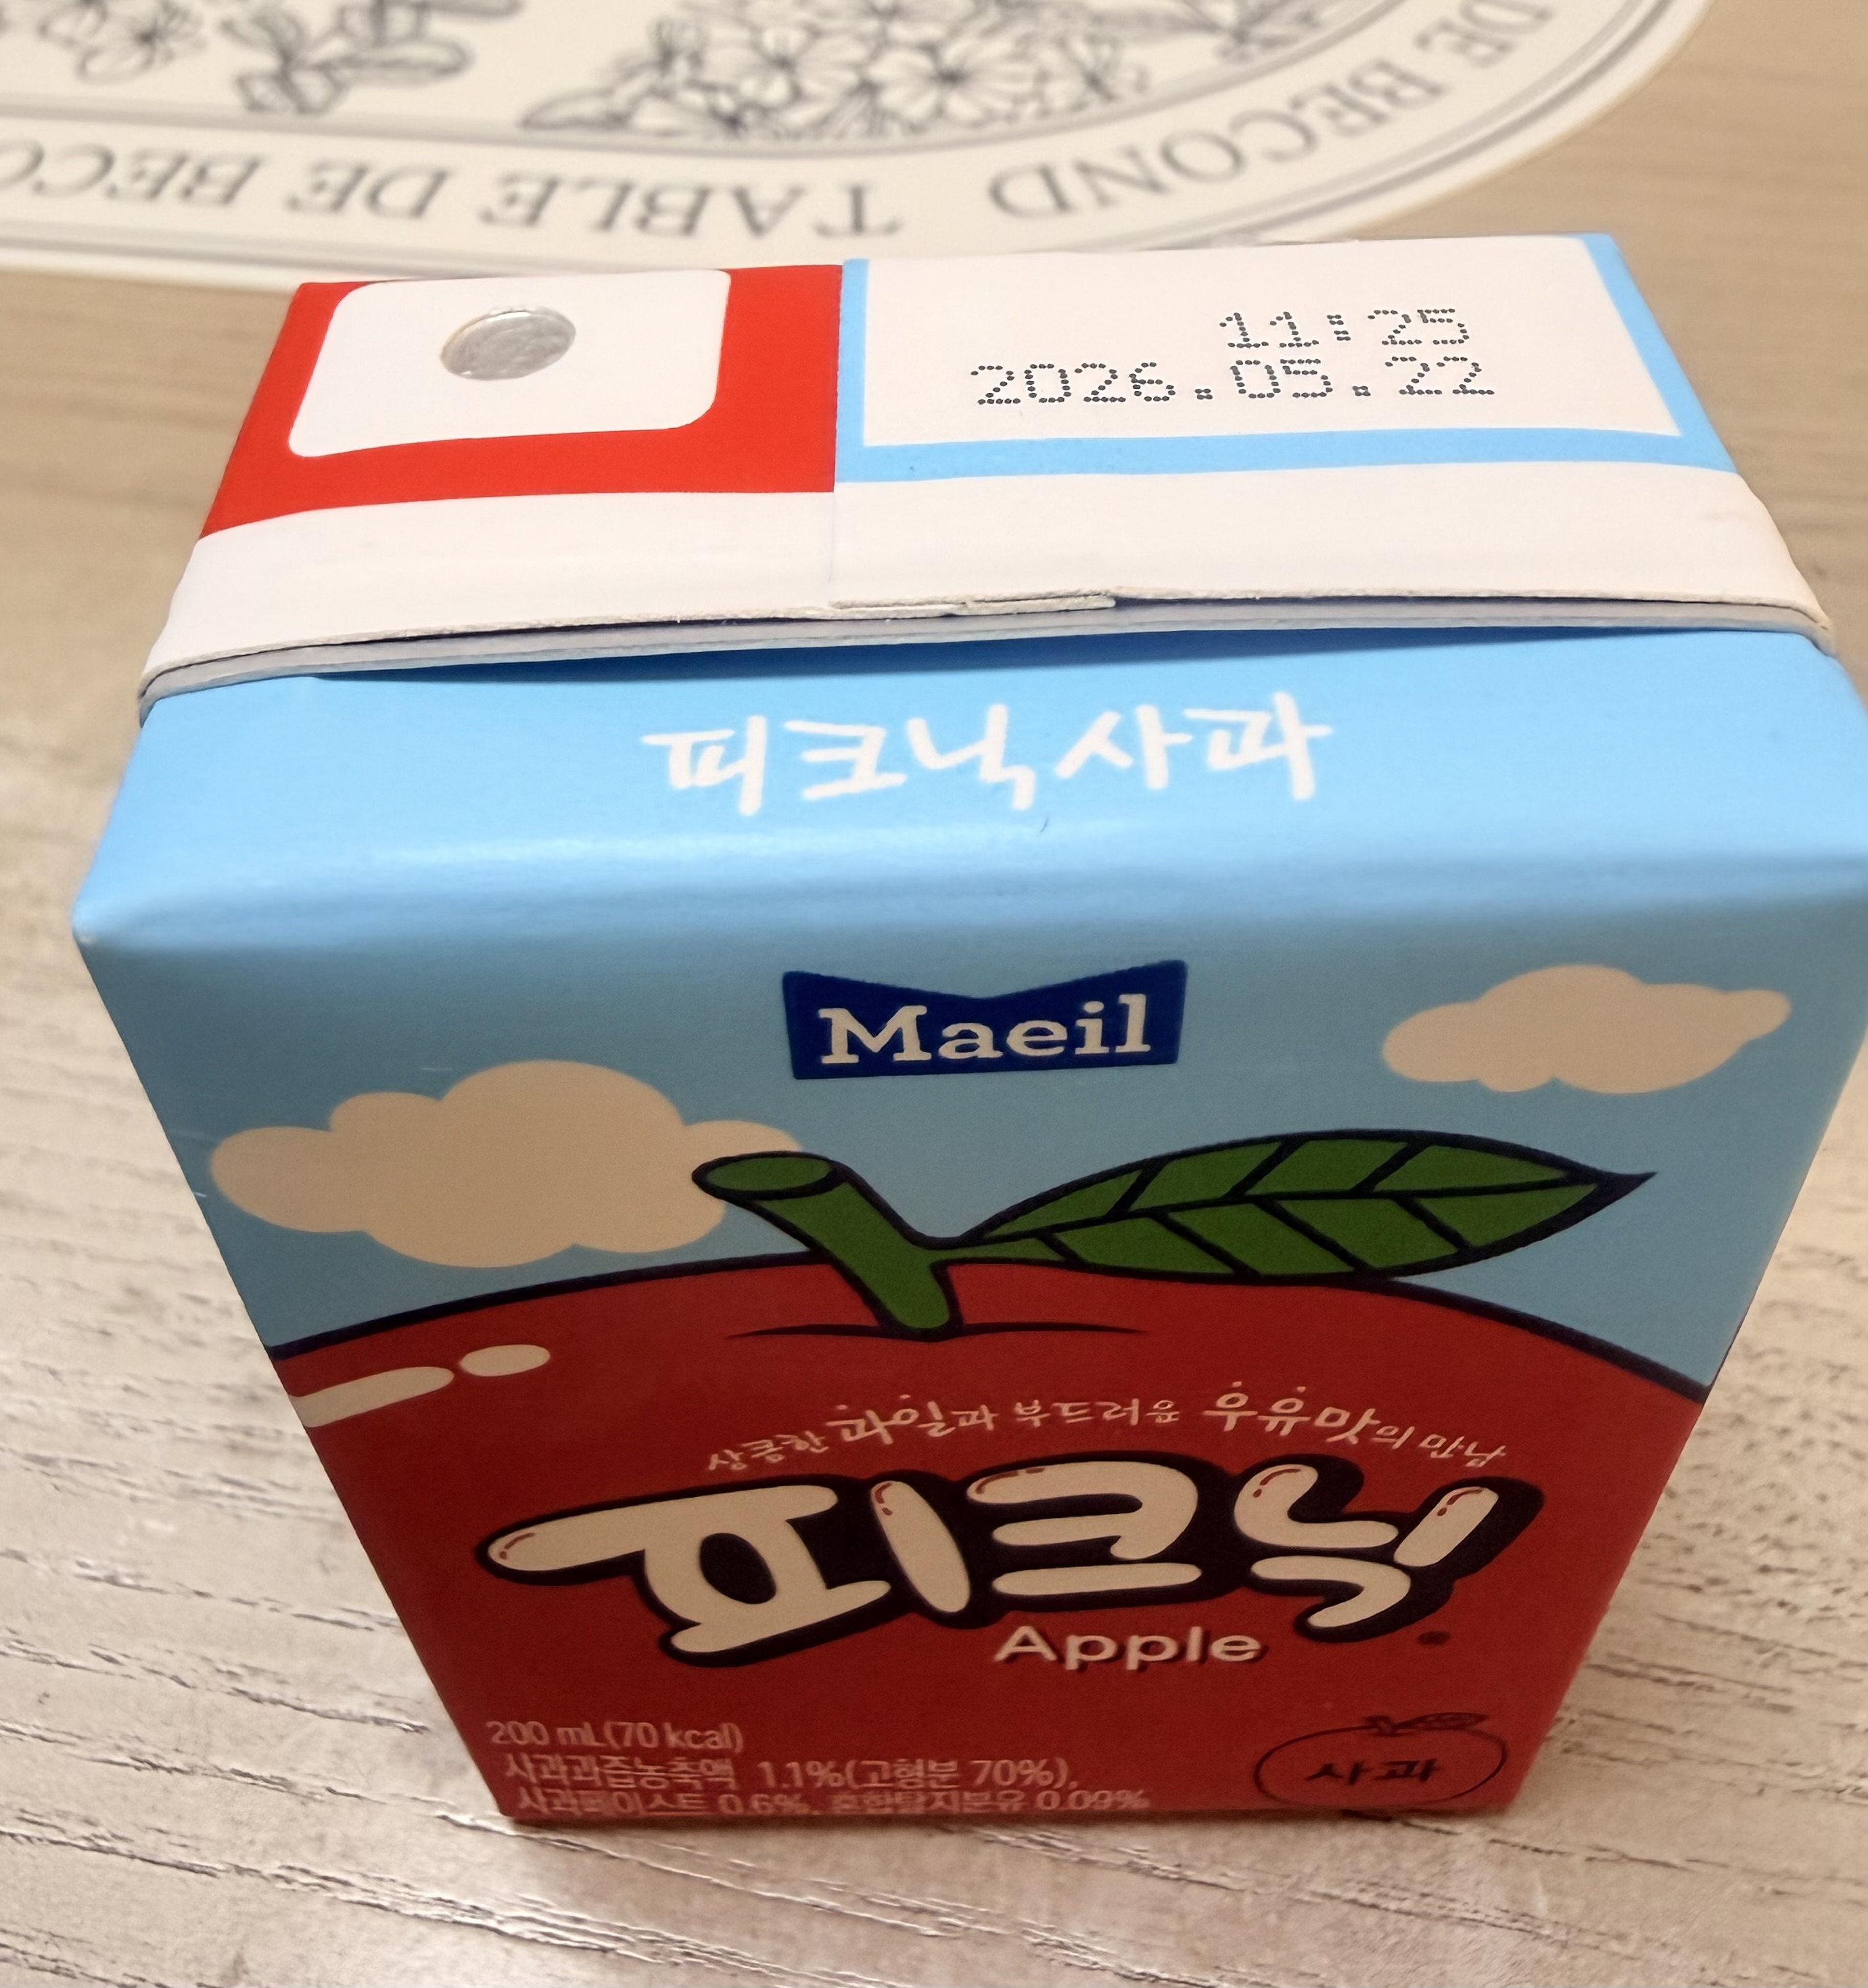 DE BECOND
TABLE DE BECO
11:25
2026.05.22
피크닉 사과
Maeil
상큼한 과일과 부드러운 우유맛의 만남
피크닉
Apple
200 mL(70 kcal)
사과과즙농축액 1.1%(고형분 70%),
사과페이스트 0.6%, 혼합탈지분유 0.09%
사과